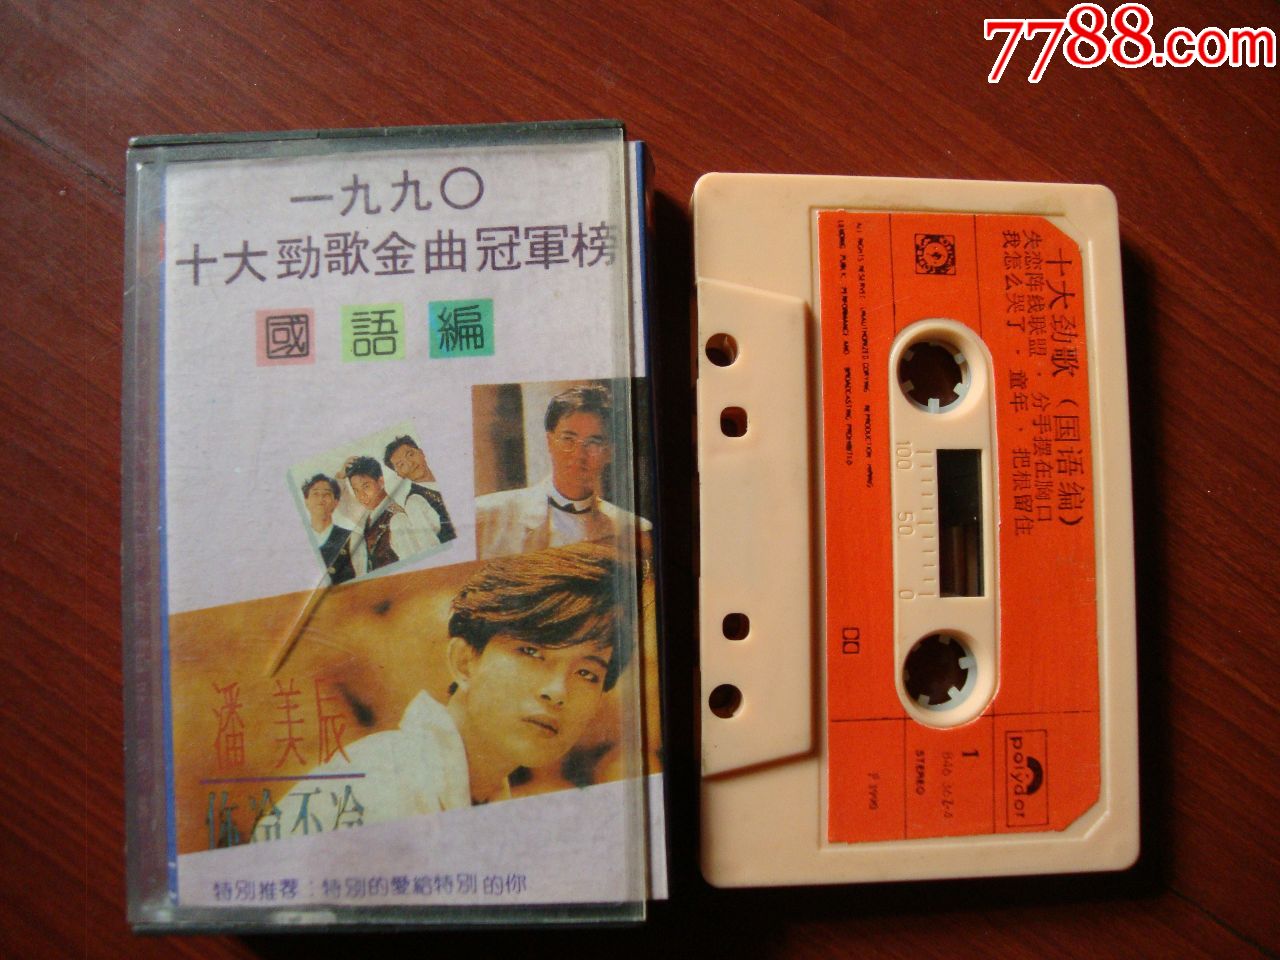 7788.com
一九九〇
十大勁歌金曲冠軍榜
國語編
潘美辰
你冷不冷
特別推荐：特別的愛給特別的你
十大劲歌（国语编）
失恋阵线联盟·分手摆在胸口
我怎么哭了·童年·把根留住
100 50 0
polydor
1
STEREO
P 1990